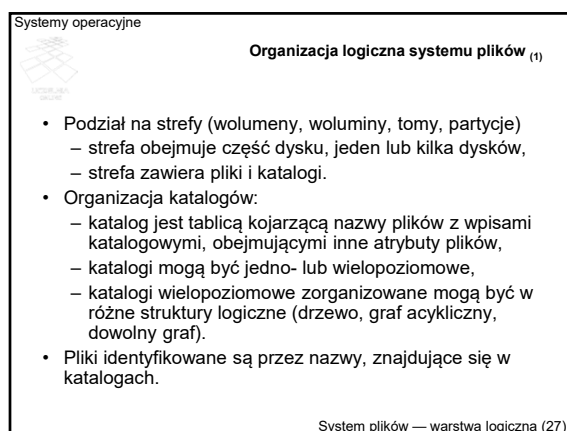 Systemy operacyjne
Organizacja logiczna systemu plików (1)
UCZELNIA
ONLINE
• Podział na strefy (wolumeny, woluminy, tomy, partycje)
– strefa obejmuje część dysku, jeden lub kilka dysków,
– strefa zawiera pliki i katalogi.
• Organizacja katalogów:
– katalog jest tablicą kojarzącą nazwy plików z wpisami
katalogowymi, obejmującymi inne atrybuty plików,
– katalogi mogą być jedno- lub wielopoziomowe,
– katalogi wielopoziomowe zorganizowane mogą być w
różne struktury logiczne (drzewo, graf acykliczny,
dowolny graf).
• Pliki identyfikowane są przez nazwy, znajdujące się w
katalogach.
System plików — warstwa logiczna (27)